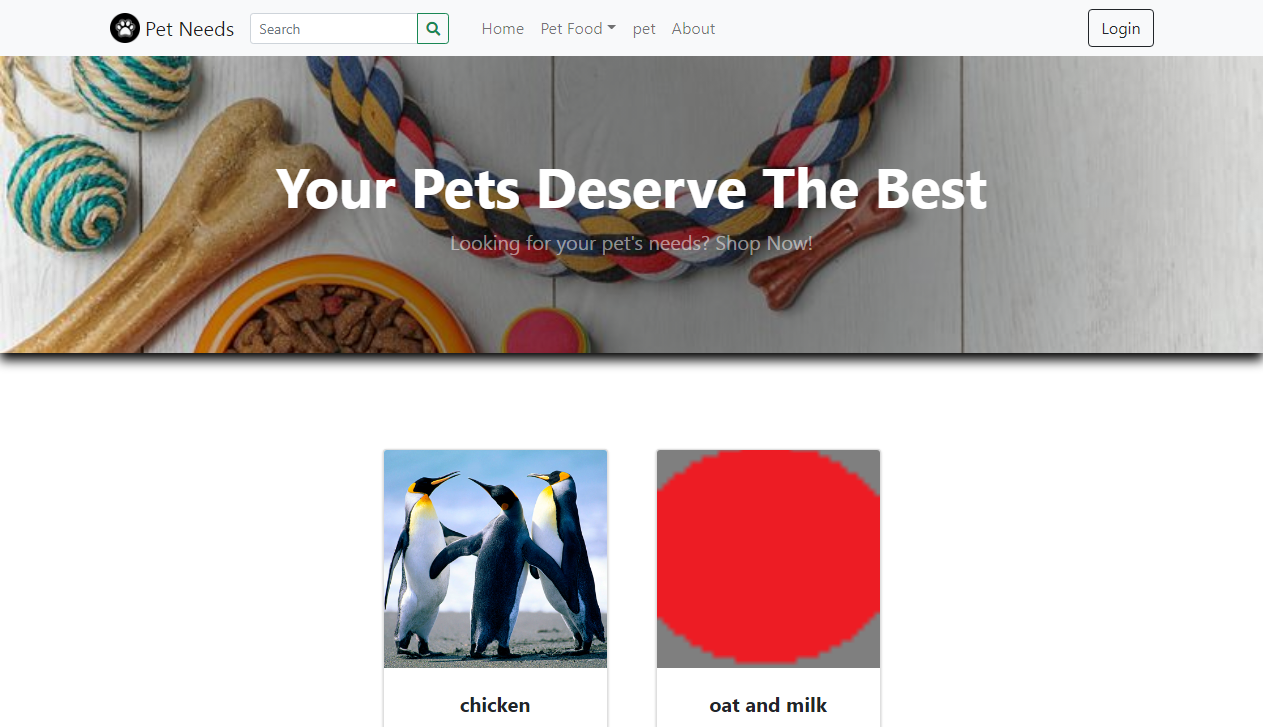 Pet Needs
Search
Home
Pet Food
pet
About
Login
Your Pets Deserve The Best
Looking for your pet's needs? Shop Now!
chicken
oat and milk